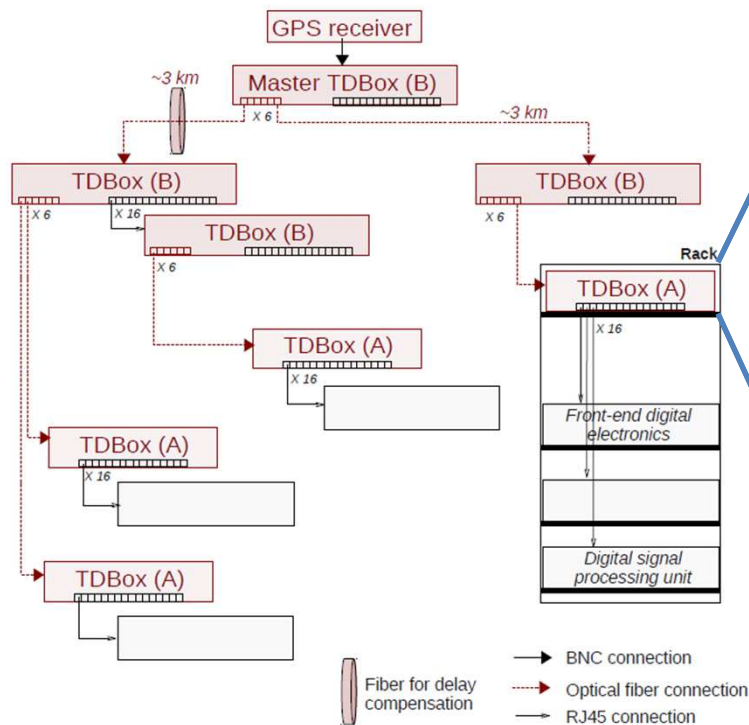 GPS receiver
~3 km
Master TDBox (B)
X 6
~3 km
TDBox (B)
X 6
X 16
TDBox (B)
X 6
TDBox (B)
X 6
Rack
TDBox (A)
X 16
TDBox (A)
X 16
Front-end digital
electronics
TDBox (A)
X 16
Digital signal
processing unit
TDBox (A)
Fiber for delay
compensation
BNC connection
Optical fiber connection
RJ45 connection